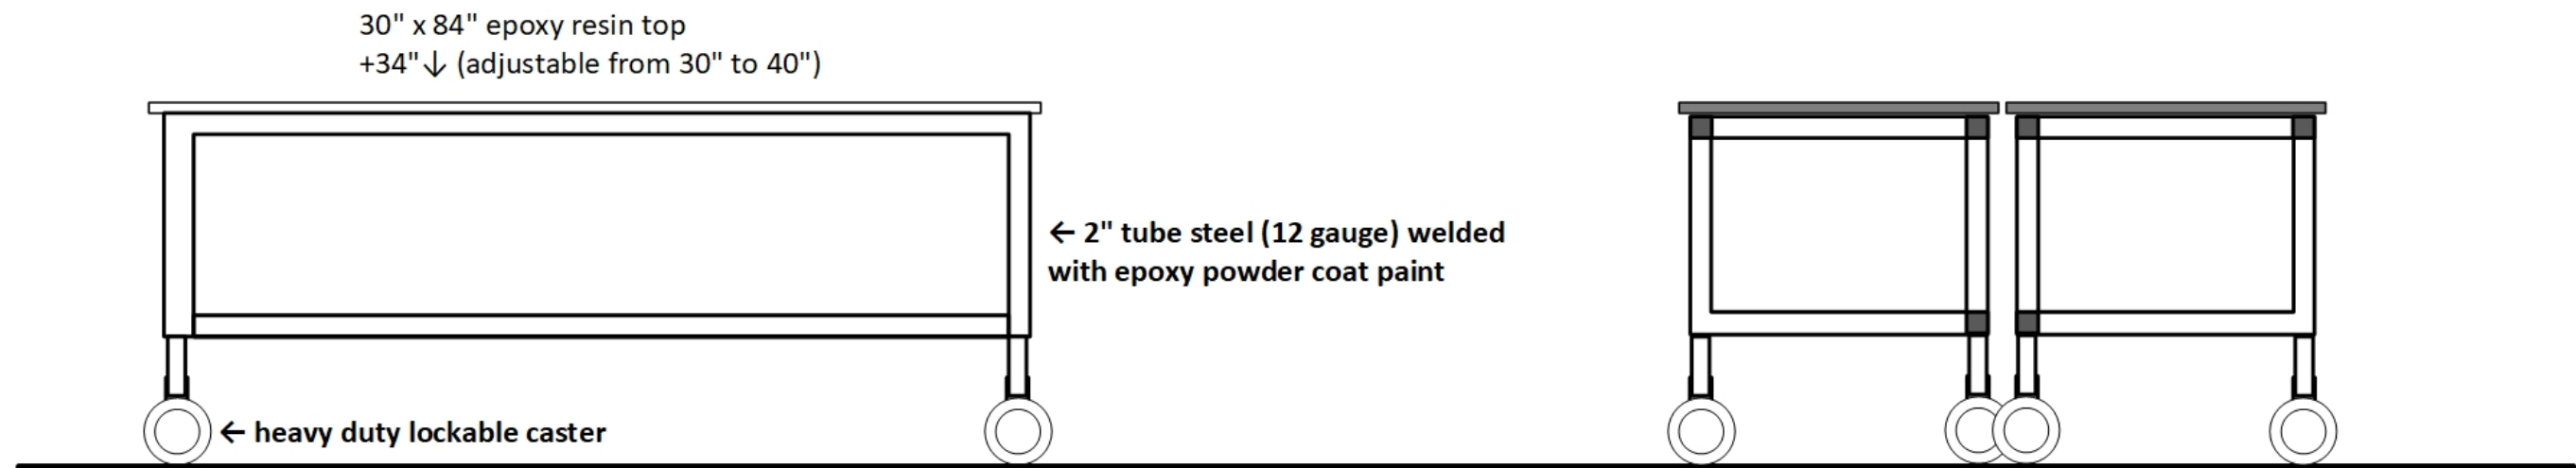 30" x 84" epoxy resin top
+34"↓ (adjustable from 30" to 40")
← 2" tube steel (12 gauge) welded
with epoxy powder coat paint
← heavy duty lockable caster